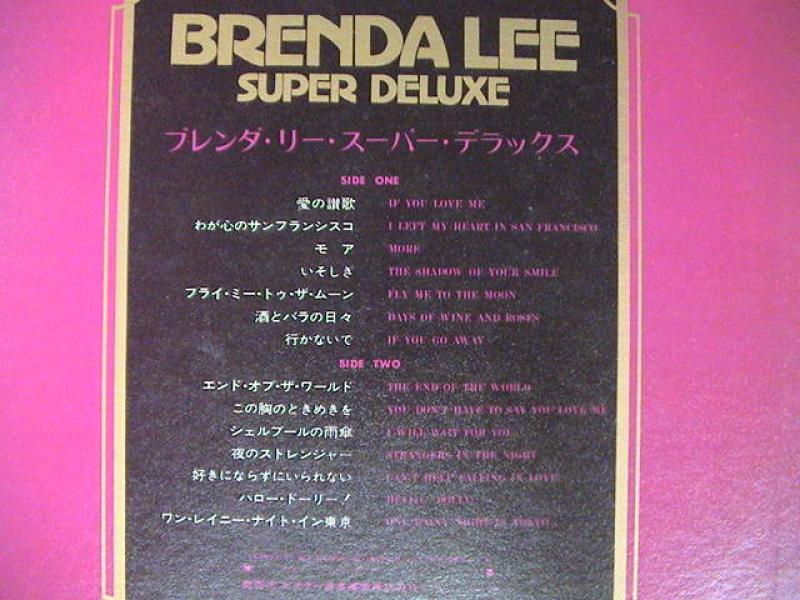 BRENDA LEE
SUPER DELUXE
ブレンダ・リー・スーパー・デラックス
SIDE ONE
愛の讃歌 IF YOU LOVE ME
わが心のサンフランシスコ I LEFT MY HEART IN SAN FRANCISCO
モア MORE
いそしぎ THE SHADOW OF YOUR SMILE
フライ・ミー・トゥ・ザ・ムーン FLY ME TO THE MOON
酒とバラの日々 DAYS OF WINE AND ROSES
行かないで IF YOU GO AWAY
SIDE TWO
エンド・オブ・ザ・ワールド THE END OF THE WORLD
この胸のときめきを YOU DON'T HAVE TO SAY YOU LOVE ME
シェルブールの雨傘 I WILL WAIT FOR YOU
夜のストレンジャー STRANGERS IN THE NIGHT
好きにならずにいられない CAN'T HELP FALLING IN LOVE
ハロー・ドーリー! HELLO, DOLLY!
ワン・レイニー・ナイト・イン東京 ONE RAINY NIGHT IN TOKYO